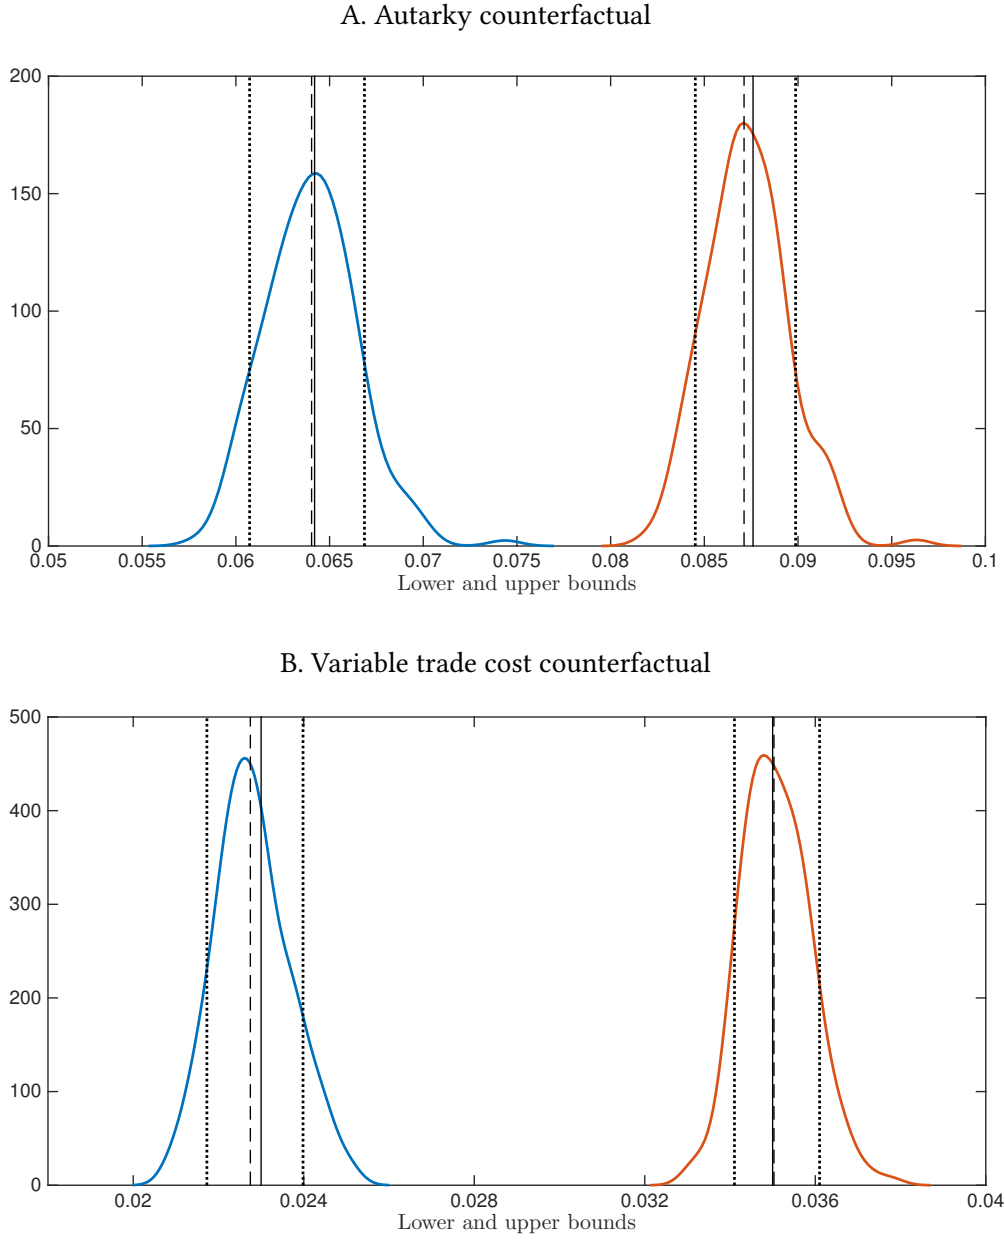 A. Autarky counterfactual
200
150
100
50
0
0.05 0.055 0.06 0.065 0.07 0.075 0.08 0.085 0.09 0.095 0.1
Lower and upper bounds
B. Variable trade cost counterfactual
500
400
300
200
100
0
0.02 0.024 0.028 0.032 0.036 0.04
Lower and upper bounds